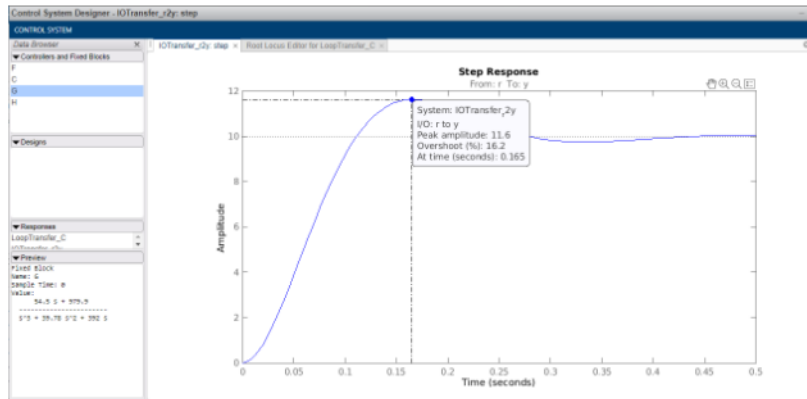 Control System Designer - IOTransfer_r2y: step
CONTROL SYSTEM
Data Browser
IOTransfer_r2y: step × Root Locus Editor for LoopTransfer_C ×
Controllers and Fixed Blocks
F
C
G
H
Designs
Responses
LoopTransfer_C
IOTransfer_r2y
Preview
Fixed Block
Name: G
Sample Time: 0
Value:
54.5 s + 979.9
----------------------
s^3 + 39.78 s^2 + 392 s
Step Response
From: r To: y
System: IOTransfer_r2y
I/O: r to y
Peak amplitude: 11.6
Overshoot (%): 16.2
At time (seconds): 0.165
Amplitude
12
10
8
6
4
2
0
0 0.05 0.1 0.15 0.2 0.25 0.3 0.35 0.4 0.45 0.5
Time (seconds)